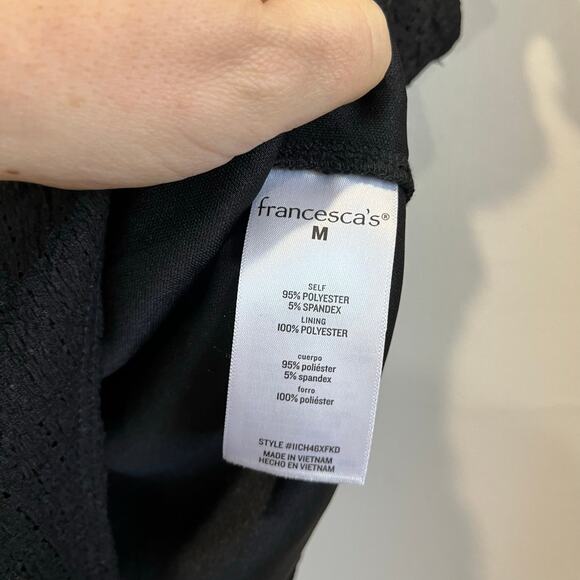 francesca's®
M
SELF
95% POLYESTER
5% SPANDEX
LINING
100% POLYESTER
cuerpo
95% poliéster
5% spandex
forro
100% poliéster
STYLE #IICH46XFKD
MADE IN VIETNAM
HECHO EN VIETNAM